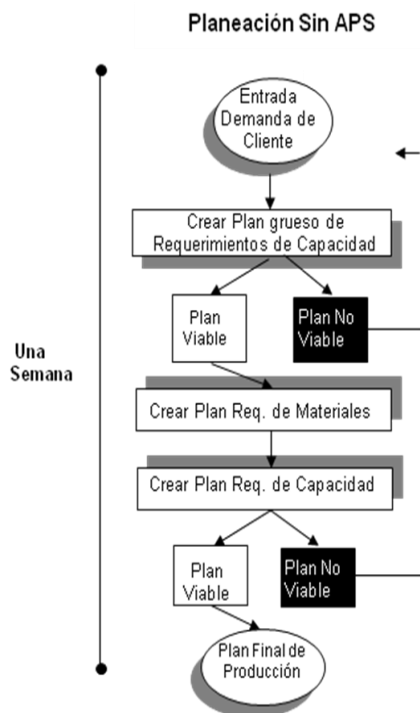 Planeación Sin APS
Entrada
Demanda de
Cliente
Crear Plan grueso de
Requerimientos de Capacidad
Plan
Viable
Plan No
Viable
Una
Semana
Crear Plan Req. de Materiales
Crear Plan Req. de Capacidad
Plan
Viable
Plan No
Viable
Plan Final de
Producción